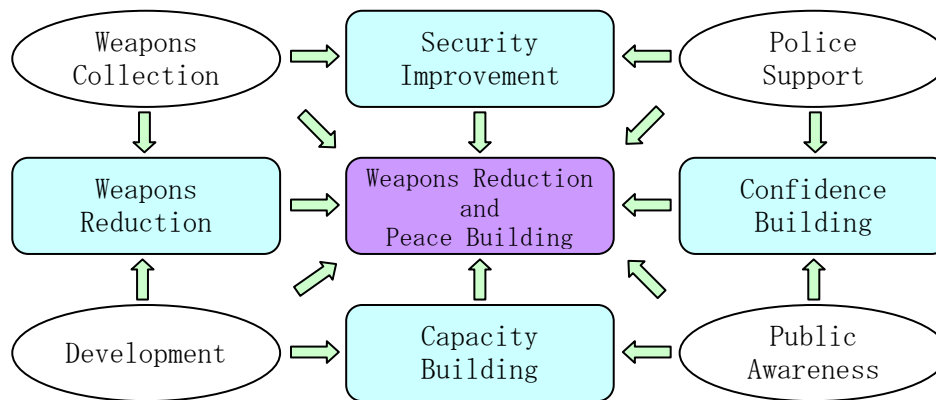 Weapons
Collection
Security
Improvement
Police
Support
Weapons
Reduction
Weapons Reduction
and
Peace Building
Confidence
Building
Development
Capacity
Building
Public
Awareness